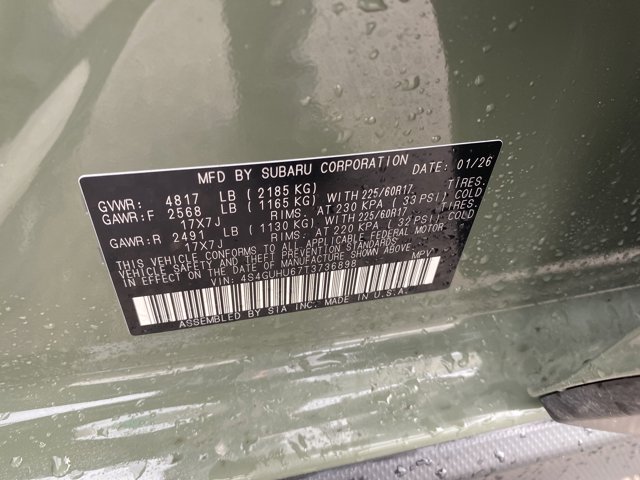 MFD BY SUBARU CORPORATION DATE: 01/26
GVWR: 4817 LB ( 2185 KG)
GAWR:F 2568 LB ( 1165 KG) WITH 225/60R17 TIRES.
17X7J RIMS. AT 230 KPA ( 33 PSI) COLD
GAWR:R 2491 LB ( 1130 KG) WITH 225/60R17 TIRES.
17X7J RIMS. AT 220 KPA ( 32 PSI) COLD
THIS VEHICLE CONFORMS TO ALL APPLICABLE FEDERAL MOTOR
VEHICLE SAFETY AND THEFT PREVENTION STANDARDS
IN EFFECT ON THE DATE OF MANUFACTURE SHOWN ABOVE.
VIN: 4S4GUHU67T3736898 MPV
ASSEMBLED BY SIA INC. MADE IN U.S.A.